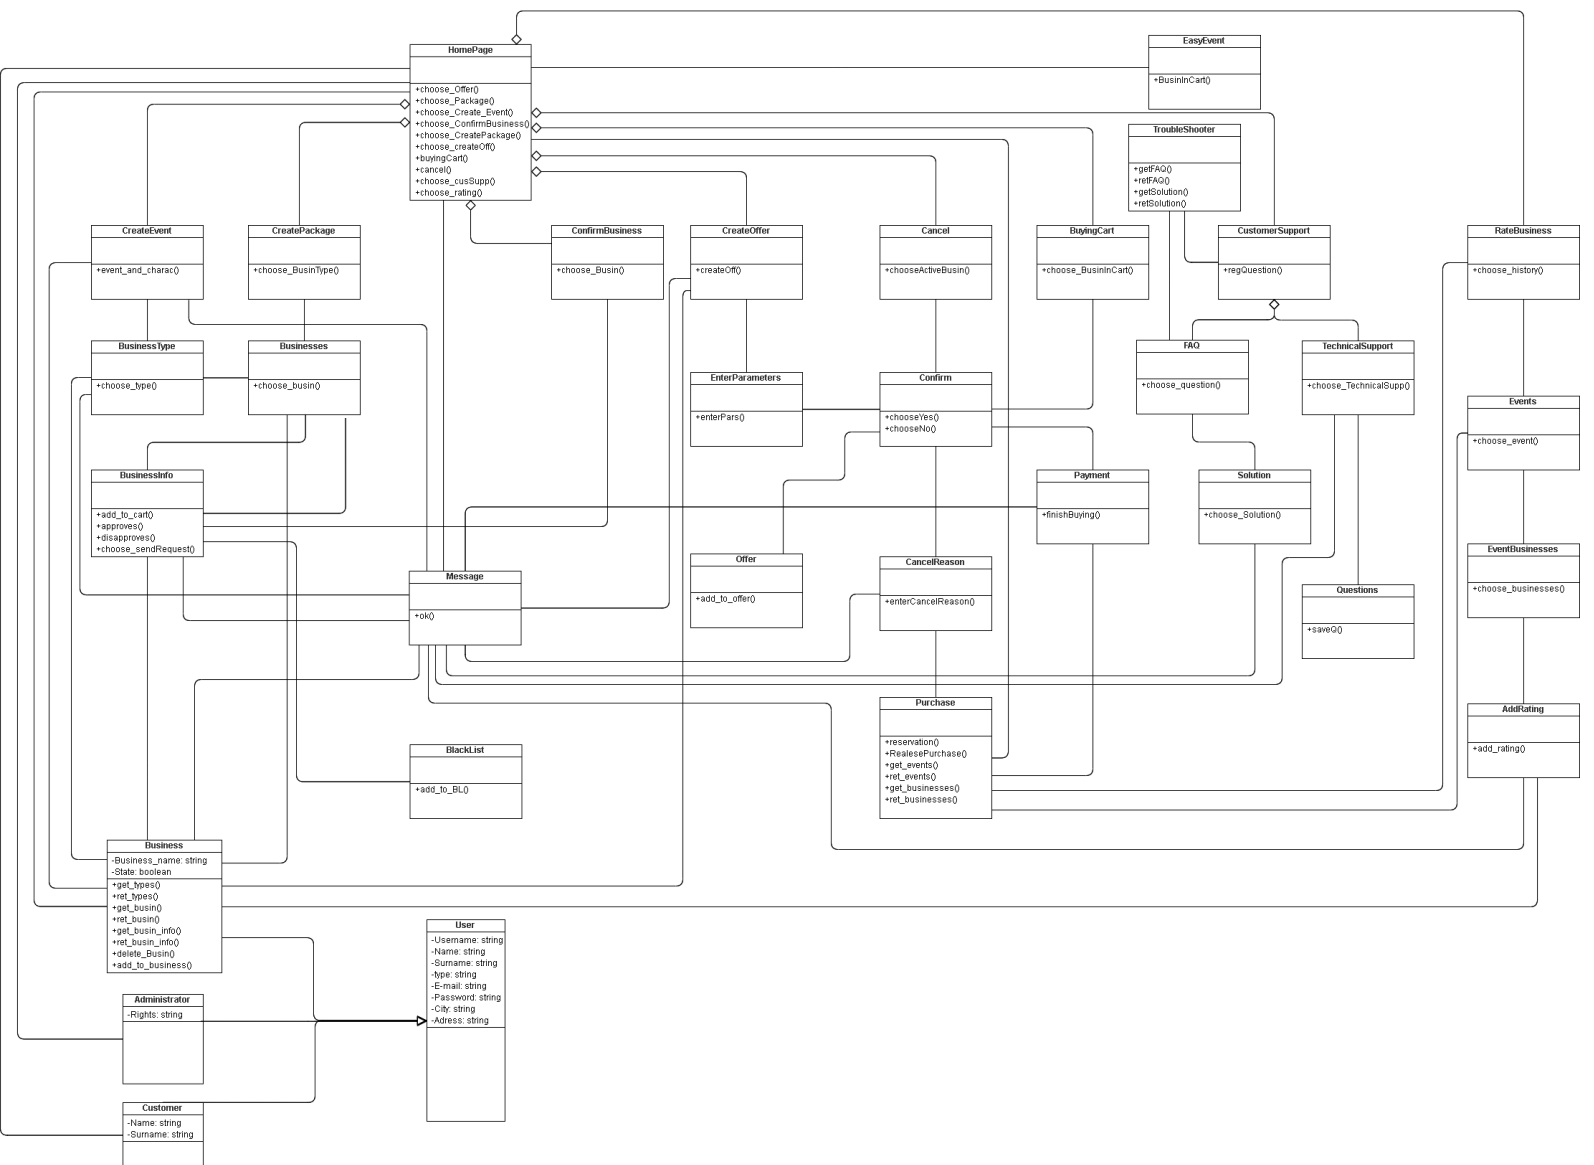 HomePage
+choose_Offer()
+choose_Package()
+choose_Create_Event()
+choose_ConfirmBusiness()
+choose_CreatePackage()
+choose_createOff()
+buyingCart()
+cancel()
+choose_cusSupp()
+choose_rating()
EasyEvent
+BusinInCart()
TroubleShooter
+getFAQ()
+retFAQ()
+getSolution()
+retSolution()
CreateEvent
+event_and_charac()
CreatePackage
+choose_BusinType()
ConfirmBusiness
+choose_Busin()
CreateOffer
+createOff()
Cancel
+chooseActiveBusin()
BuyingCart
+choose_BusinInCart()
CustomerSupport
+regQuestion()
RateBusiness
+choose_history()
BusinessType
+choose_type()
Businesses
+choose_busin()
EnterParameters
+enterPars()
Confirm
+chooseYes()
+chooseNo()
FAQ
+choose_question()
TechnicalSupport
+choose_TechnicalSupp()
Events
+choose_event()
BusinessInfo
+add_to_cart()
+approves()
+disapproves()
+choose_sendRequest()
Payment
+finishBuying()
Solution
+choose_Solution()
Message
+ok()
Offer
+add_to_offer()
CancelReason
+enterCancelReason()
Questions
+saveQ()
EventBusinesses
+choose_businesses()
BlackList
+add_to_BL()
Purchase
+reservation()
+RealesePurchase()
+get_events()
+ret_events()
+get_businesses()
+ret_businesses()
AddRating
+add_rating()
Business
-Business_name: string
-State: boolean
+get_types()
+ret_types()
+get_busin()
+ret_busin()
+get_busin_info()
+ret_busin_info()
+delete_Busin()
+add_to_business()
User
-Username: string
-Name: string
-Surname: string
-type: string
-E-mail: string
-Password: string
-City: string
-Adress: string
Administrator
-Rights: string
Customer
-Name: string
-Surname: string